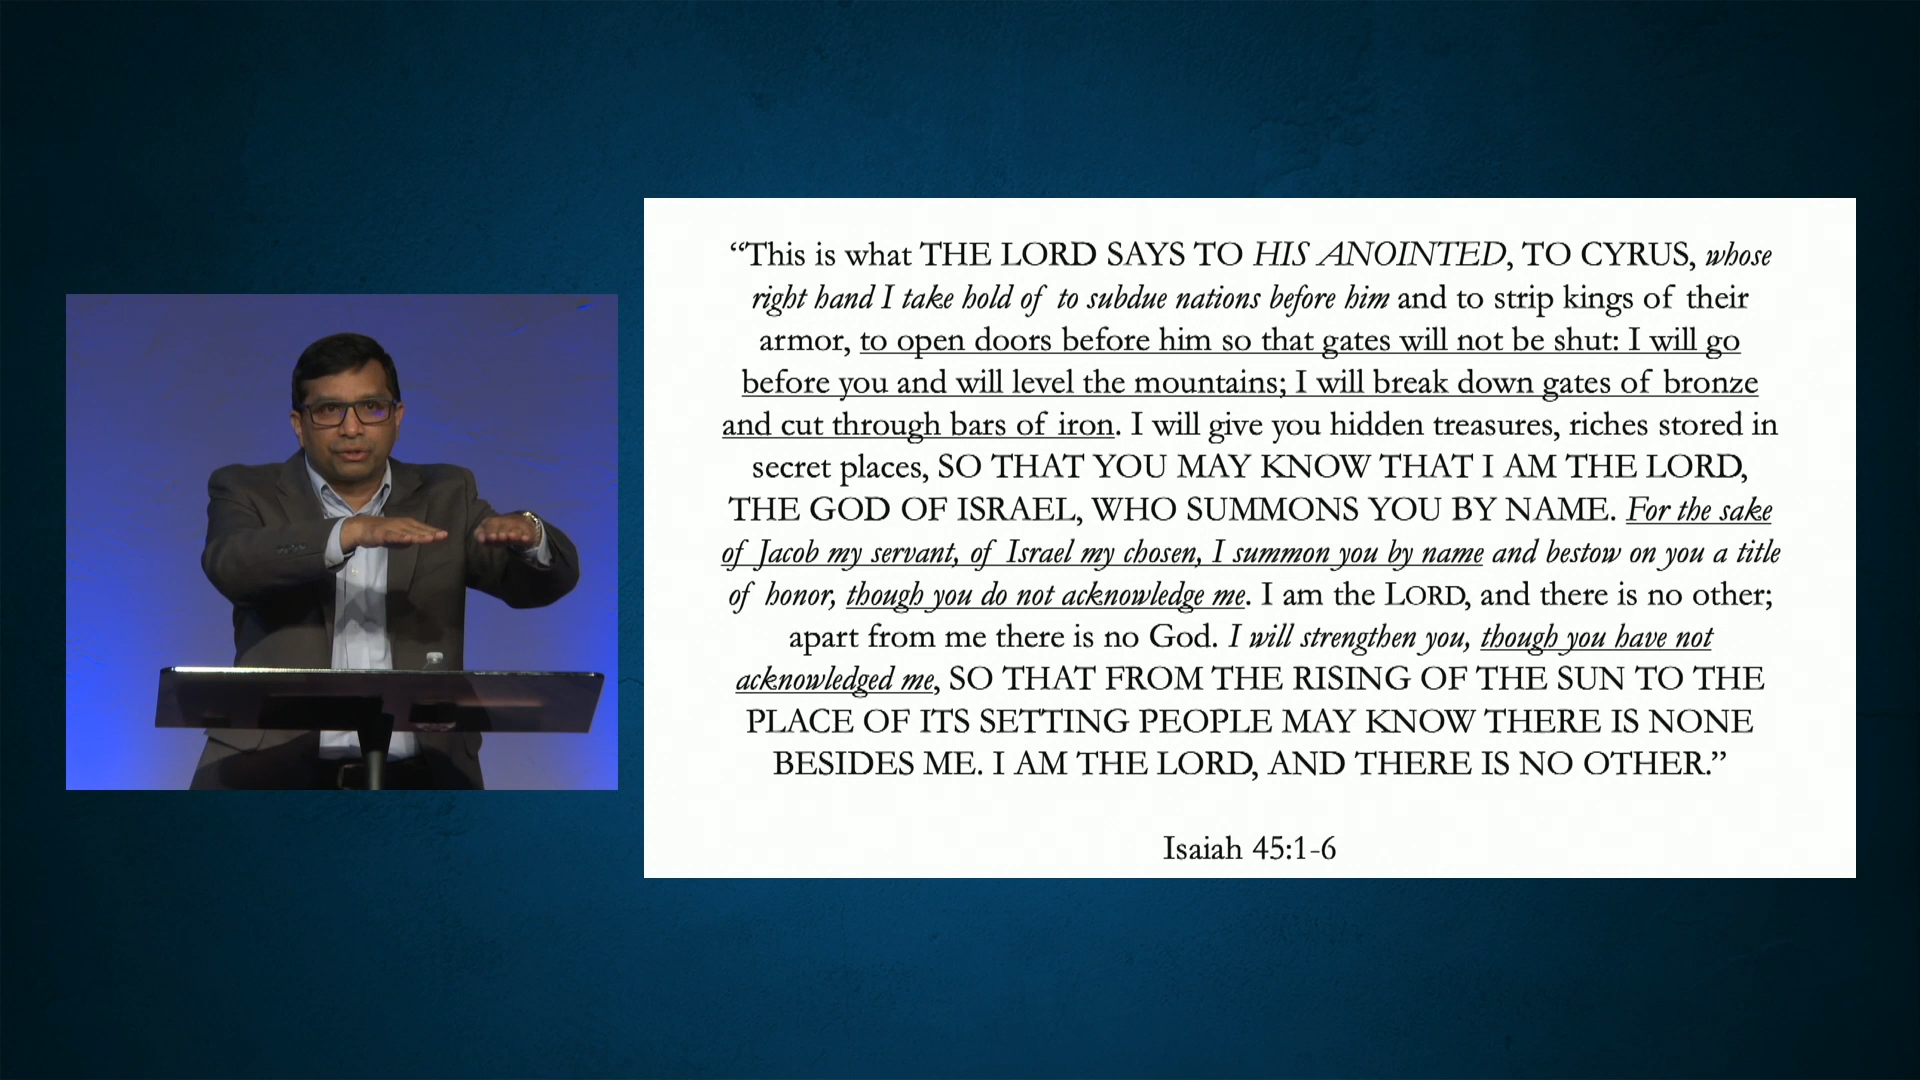 “This is what THE LORD SAYS TO HIS ANOINTED, TO CYRUS, whose
right hand I take hold of to subdue nations before him and to strip kings of their
armor, to open doors before him so that gates will not be shut: I will go
before you and will level the mountains; I will break down gates of bronze
and cut through bars of iron. I will give you hidden treasures, riches stored in
secret places, SO THAT YOU MAY KNOW THAT I AM THE LORD,
THE GOD OF ISRAEL, WHO SUMMONS YOU BY NAME. For the sake
of Jacob my servant, of Israel my chosen, I summon you by name and bestow on you a title
of honor, though you do not acknowledge me. I am the LORD, and there is no other;
apart from me there is no God. I will strengthen you, though you have not
acknowledged me, SO THAT FROM THE RISING OF THE SUN TO THE
PLACE OF ITS SETTING PEOPLE MAY KNOW THERE IS NONE
BESIDES ME. I AM THE LORD, AND THERE IS NO OTHER.”
Isaiah 45:1-6